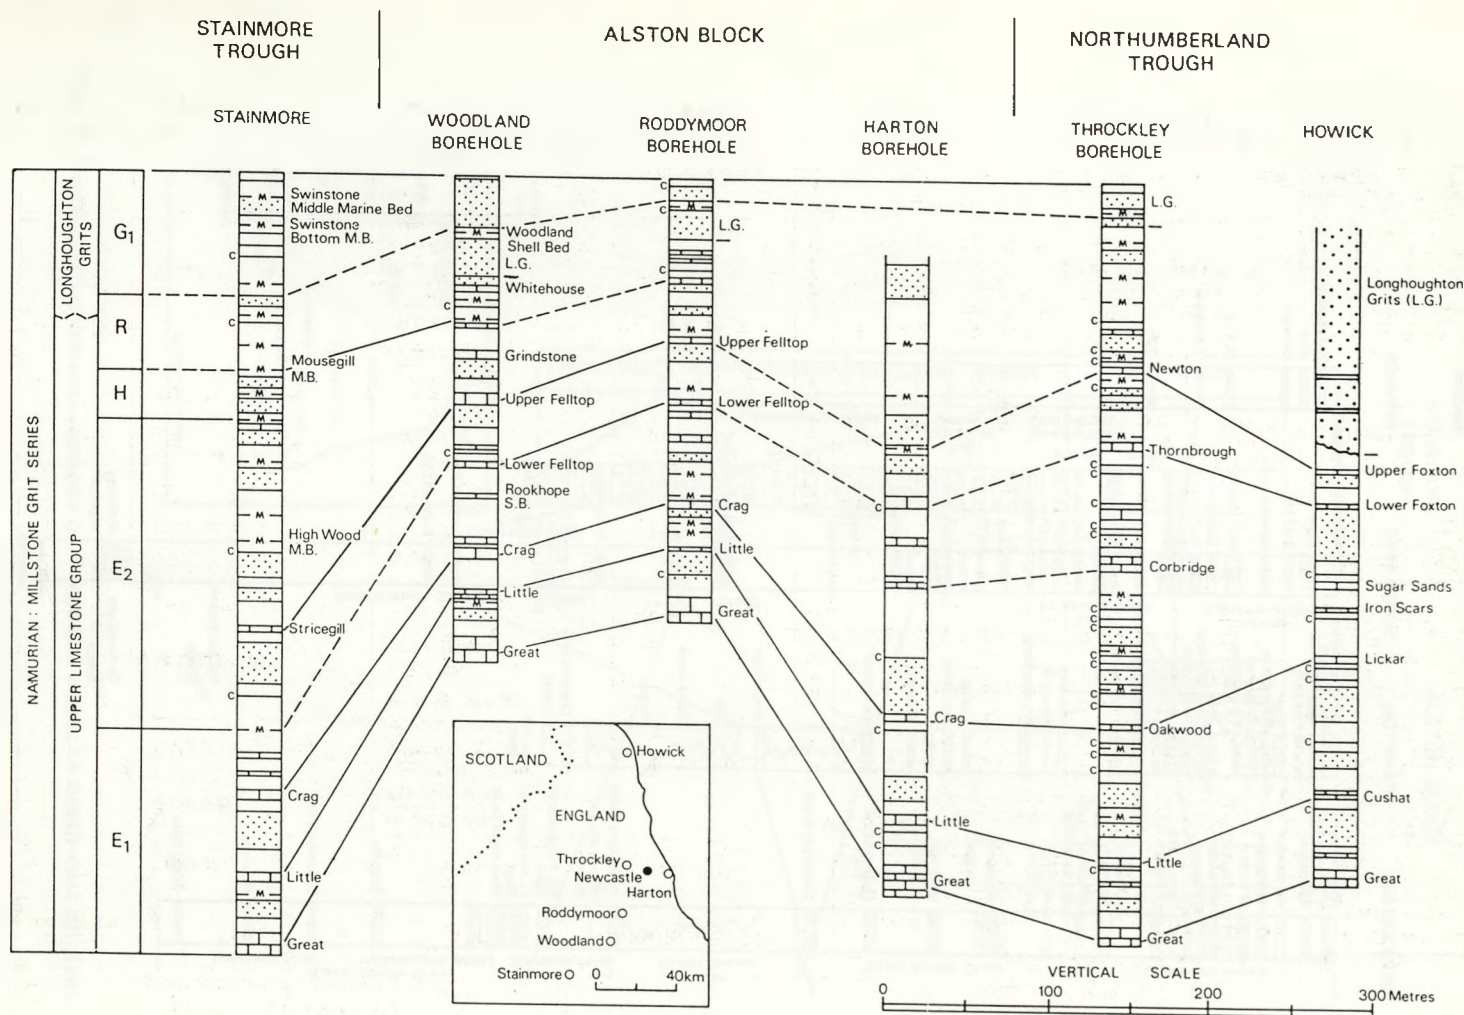 STAINMORE
TROUGH
ALSTON BLOCK
NORTHUMBERLAND
TROUGH
STAINMORE
WOODLAND
BOREHOLE
RODDYMOOR
BOREHOLE
HARTON
BOREHOLE
THROCKLEY
BOREHOLE
HOWICK
NAMURIAN : MILLSTONE GRIT SERIES
LONGHOUGHTON
GRITS
UPPER LIMESTONE GROUP
G1
R
H
E2
E1
Swinstone
Middle Marine Bed
Swinstone
Bottom M.B.
Mousegill
M.B.
High Wood
M.B.
Stricegill
Crag
Little
Great
Woodland
Shell Bed
L.G.
Whitehouse
Grindstone
Upper Felltop
Lower Felltop
Rookhope
S.B.
Crag
Little
Great
L.G.
Upper Felltop
Lower Felltop
Crag
Little
Great
Crag
Little
Great
L.G.
Newton
Thornbrough
Corbridge
Oakwood
Little
Great
Longhoughton
Grits (L.G.)
Upper Foxton
Lower Foxton
Sugar Sands
Iron Scars
Lickar
Cushat
Great
SCOTLAND
Howick
ENGLAND
Throckley
Newcastle
Harton
Roddymoor
Woodland
Stainmore
0 40km
VERTICAL SCALE
0 100 200 300 Metres